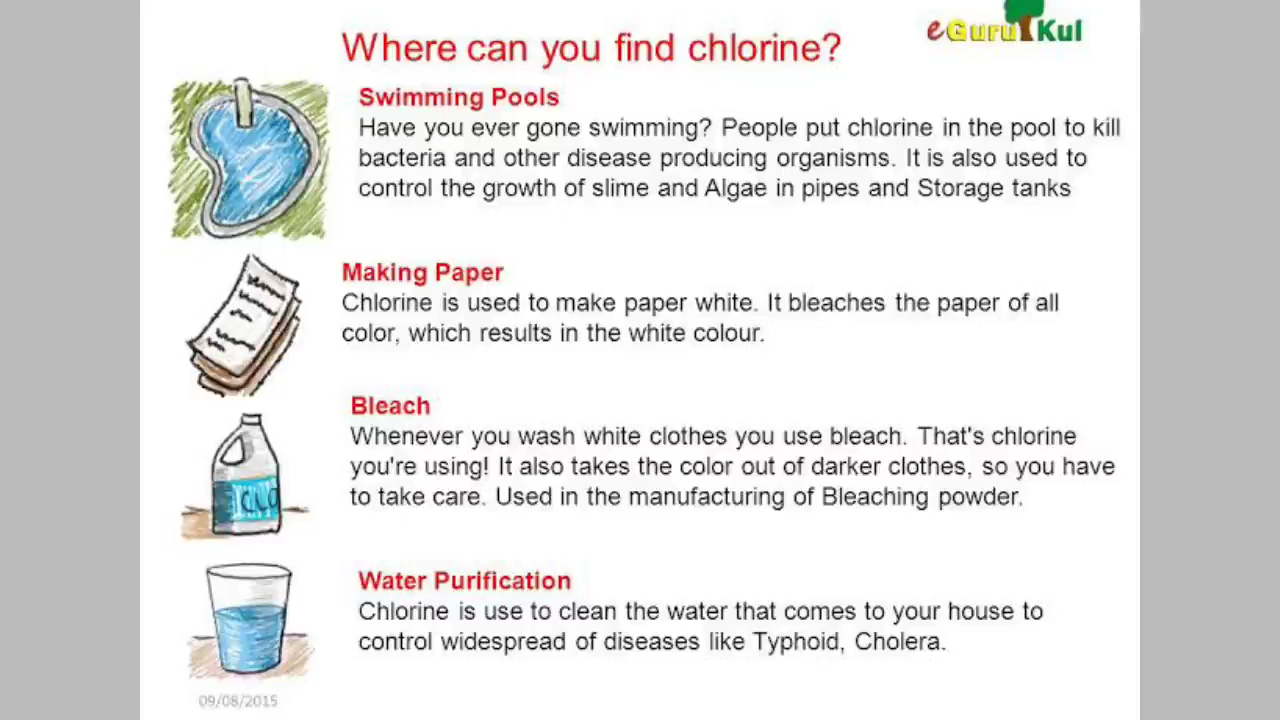 eGuruKul
Where can you find chlorine?
Swimming Pools
Have you ever gone swimming? People put chlorine in the pool to kill
bacteria and other disease producing organisms. It is also used to
control the growth of slime and Algae in pipes and Storage tanks
Making Paper
Chlorine is used to make paper white. It bleaches the paper of all
color, which results in the white colour.
Bleach
Whenever you wash white clothes you use bleach. That's chlorine
you're using! It also takes the color out of darker clothes, so you have
to take care. Used in the manufacturing of Bleaching powder.
Water Purification
Chlorine is use to clean the water that comes to your house to
control widespread of diseases like Typhoid, Cholera.
09/08/2015